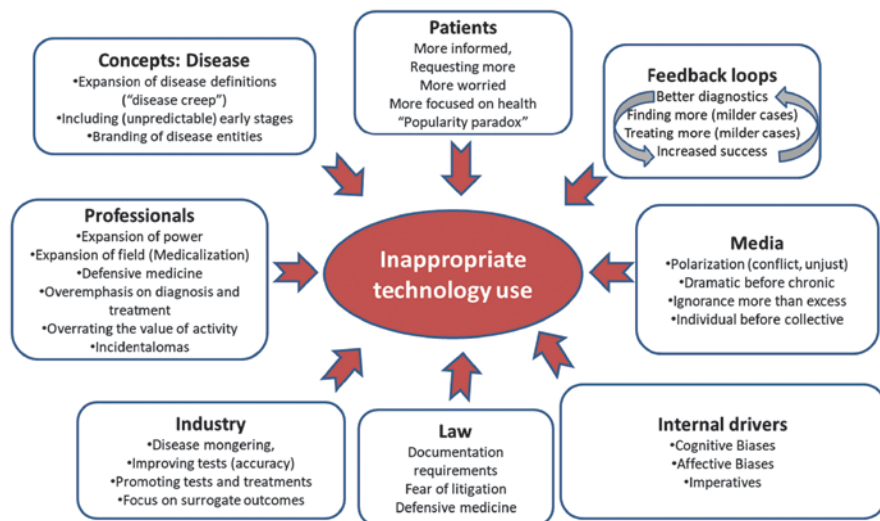 Concepts: Disease
•Expansion of disease definitions
("disease creep")
•Including (unpredictable) early stages
•Branding of disease entities
Patients
More informed,
Requesting more
More worried
More focused on health
"Popularity paradox"
Feedback loops
Better diagnostics
Finding more (milder cases)
Treating more (milder cases)
Increased success
Professionals
•Expansion of power
•Expansion of field (Medicalization)
•Defensive medicine
•Overemphasis on diagnosis and
treatment
•Overrating the value of activity
•Incidentalomas
Inappropriate
technology use
Media
•Polarization (conflict, unjust)
•Dramatic before chronic
•Ignorance more than excess
•Individual before collective
Industry
•Disease mongering,
•Improving tests (accuracy)
•Promoting tests and treatments
•Focus on surrogate outcomes
Law
Documentation
requirements
Fear of litigation
Defensive medicine
Internal drivers
•Cognitive Biases
•Affective Biases
•Imperatives